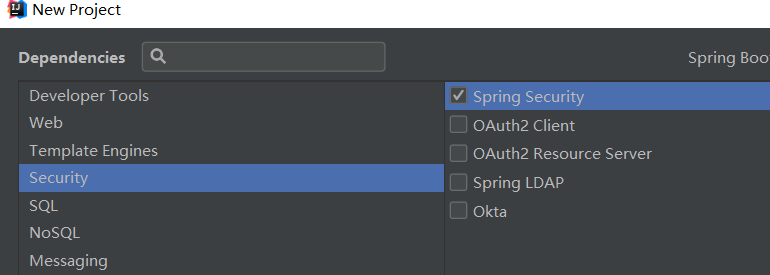 New Project
Dependencies
Spring Boo
Developer Tools
Web
Template Engines
Security
SQL
NoSQL
Messaging
Spring Security
OAuth2 Client
OAuth2 Resource Server
Spring LDAP
Okta